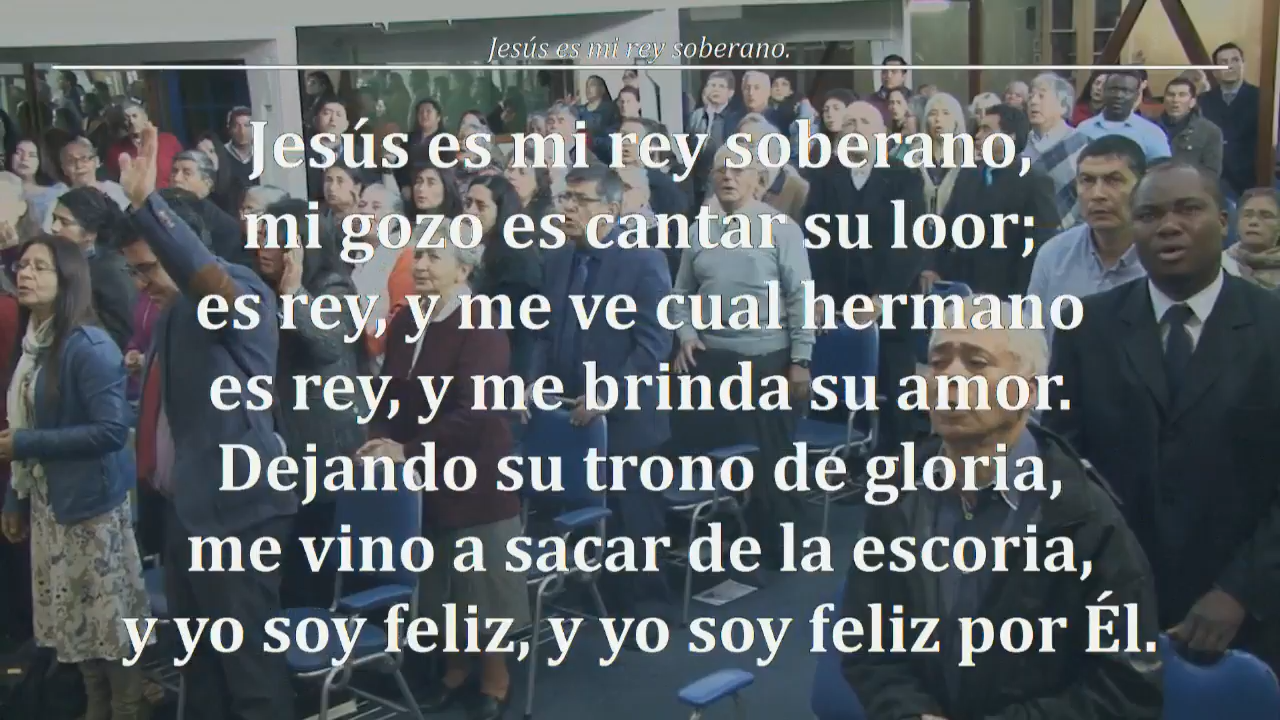 Jesús es mi rey soberano.
Jesús es mi rey soberano,
mi gozo es cantar su loor;
es rey, y me ve cual hermano
es rey, y me brinda su amor.
Dejando su trono de gloria,
me vino a sacar de la escoria,
y yo soy feliz, y yo soy feliz por Él.